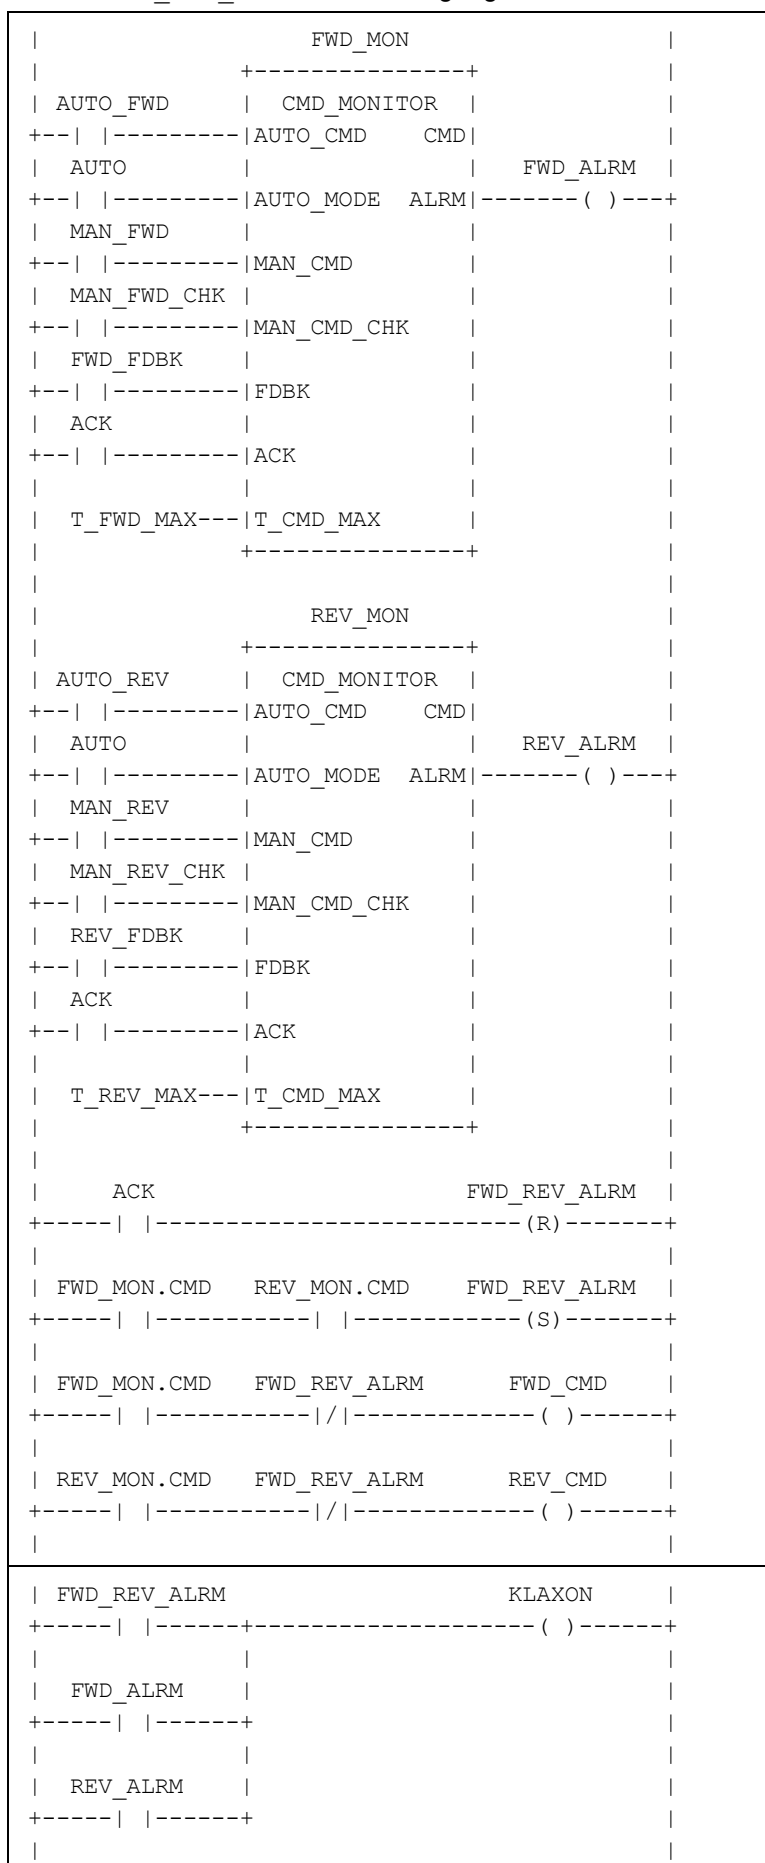 |                     FWD_MON                    |
|            +---------------+                   |
| AUTO_FWD   |  CMD_MONITOR  |                   |
+--| |---------|AUTO_CMD    CMD|                   |
|  AUTO      |               |   FWD_ALRM  |
+--| |---------|AUTO_MODE  ALRM|-------( )---+
|  MAN_FWD   |               |             |
+--| |---------|MAN_CMD        |             |
|  MAN_FWD_CHK |               |             |
+--| |---------|MAN_CMD_CHK    |             |
|  FWD_FDBK  |               |             |
+--| |---------|FDBK           |             |
|  ACK       |               |             |
+--| |---------|ACK            |             |
|            |               |             |
|  T_FWD_MAX---|T_CMD_MAX      |             |
|            +---------------+             |
|                                          |
|                REV_MON                   |
|            +---------------+             |
| AUTO_REV   |  CMD_MONITOR  |             |
+--| |---------|AUTO_CMD    CMD|             |
|  AUTO      |               |   REV_ALRM  |
+--| |---------|AUTO_MODE  ALRM|-------( )---+
|  MAN_REV   |               |             |
+--| |---------|MAN_CMD        |             |
|  MAN_REV_CHK |               |             |
+--| |---------|MAN_CMD_CHK    |             |
|  REV_FDBK  |               |             |
+--| |---------|FDBK           |             |
|  ACK       |               |             |
+--| |---------|ACK            |             |
|            |               |             |
|  T_REV_MAX---|T_CMD_MAX      |             |
|            +---------------+             |
|                                          |
|     ACK                    FWD_REV_ALRM  |
+-----| |--------------------------(R)-------+
|                                          |
| FWD_MON.CMD   REV_MON.CMD    FWD_REV_ALRM  |
+-----| |-----------| |------------(S)-------+
|                                          |
| FWD_MON.CMD   FWD_REV_ALRM      FWD_CMD    |
+-----| |-----------|/|-------------( )------+
|                                          |
| REV_MON.CMD   FWD_REV_ALRM      REV_CMD    |
+-----| |-----------|/|-------------( )------+
|                                          |
| FWD_REV_ALRM                    KLAXON     |
+-----| |------+--------------------( )------+
|              |                             |
|  FWD_ALRM    |                             |
+-----| |------+                             |
|              |                             |
|  REV_ALRM    |                             |
+-----| |------+                             |
|                                            |